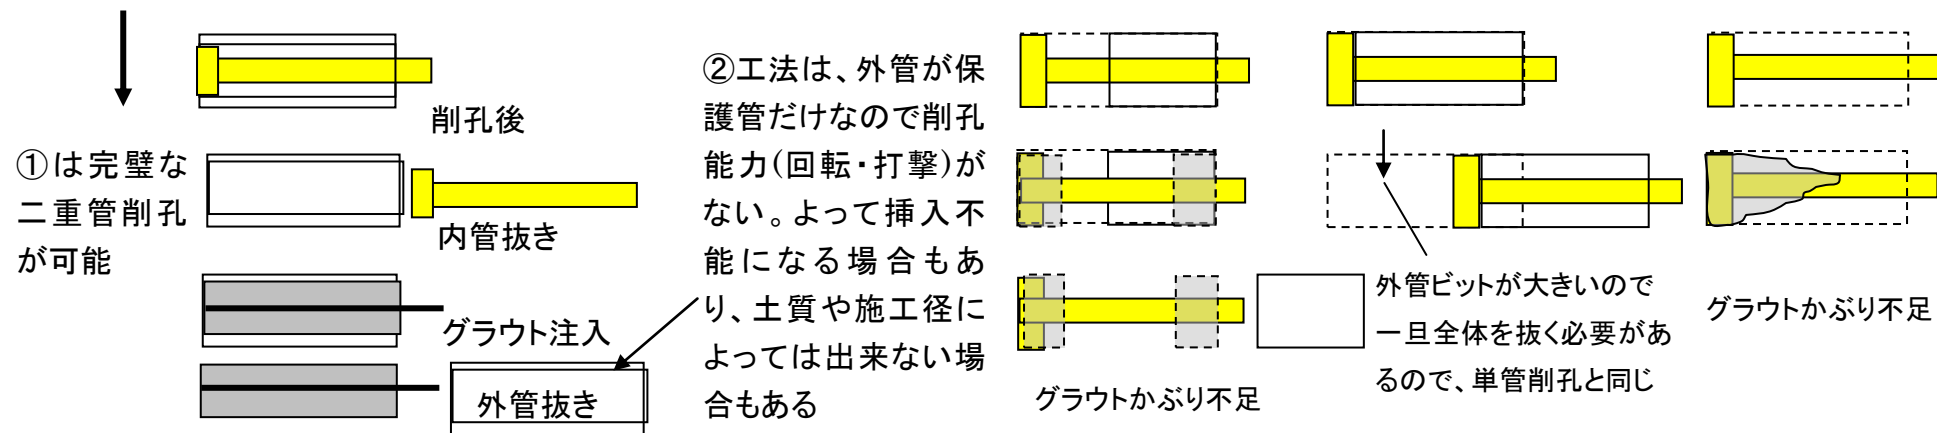 ①は完璧な
二重管削孔
が可能
削孔後
内管抜き
グラウト注入
外管抜き
②工法は、外管が保
護管だけなので削孔
能力(回転・打撃)が
ない。よって挿入不
能になる場合もあ
り、土質や施工径に
よっては出来ない場
合もある
グラウトかぶり不足
外管ビットが大きいので
一旦全体を抜く必要があ
るので、単管削孔と同じ
グラウトかぶり不足